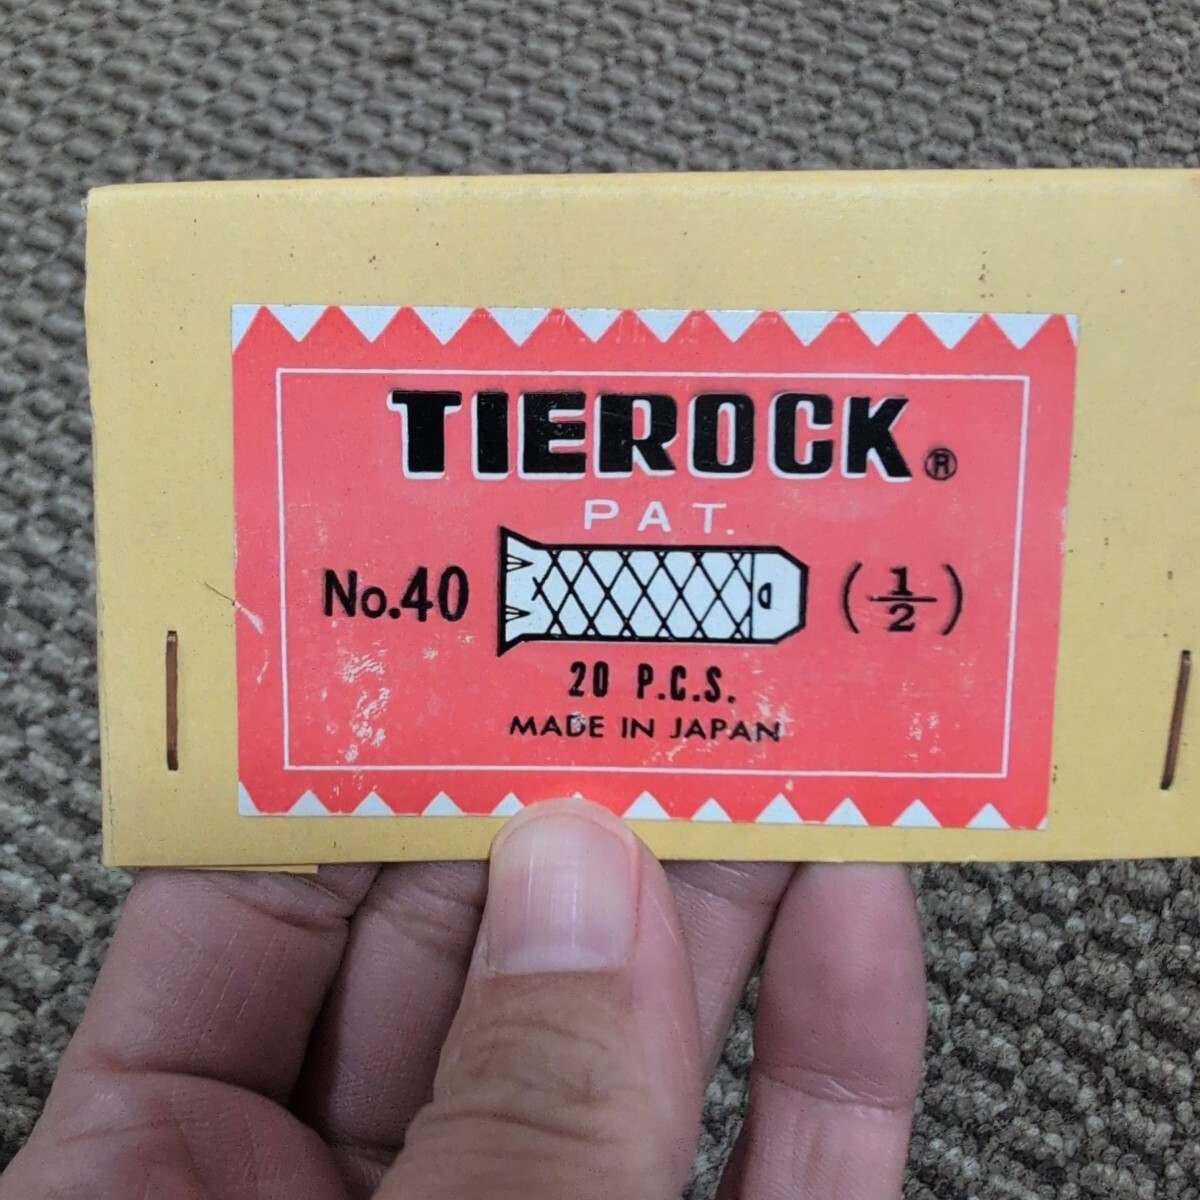 TIEROCK®
PAT.
No.40 (1/2)
20 P.C.S.
MADE IN JAPAN